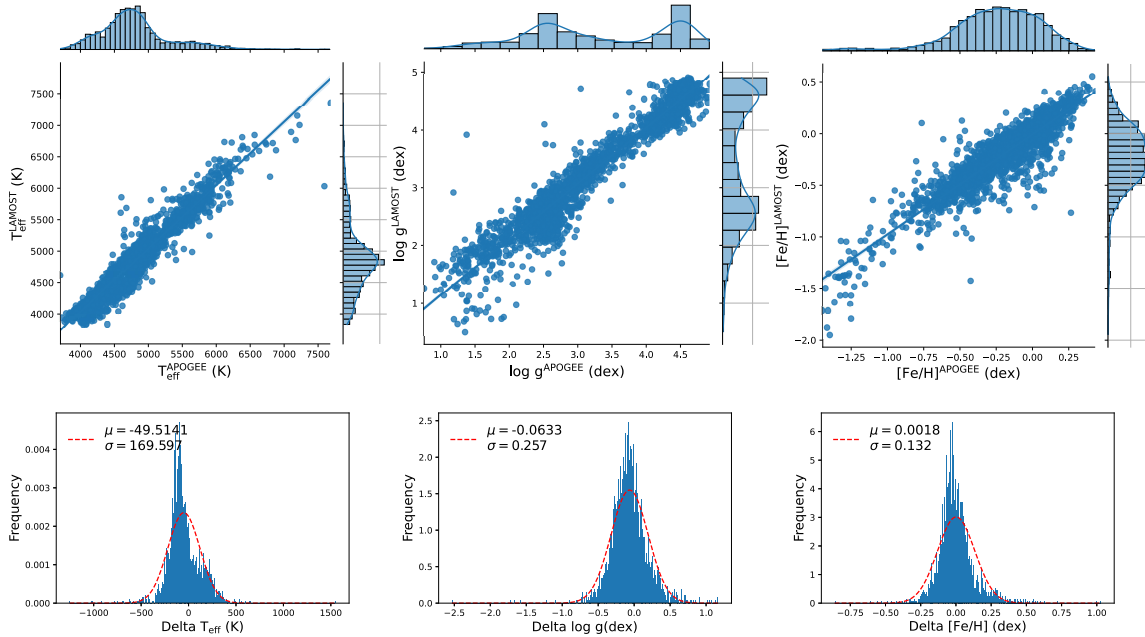 7500
7000
6500
6000
5500
5000
4500
4000
T_eff^LAMOST (K)
4000 4500 5000 5500 6000 6500 7000 7500
T_eff^APOGEE (K)
5
4
3
2
1
log g^LAMOST (dex)
1.0 1.5 2.0 2.5 3.0 3.5 4.0 4.5
log g^APOGEE (dex)
0.0
−0.5
−1.0
−1.5
−2.0
[Fe/H]^LAMOST (dex)
−1.25 −1.00 −0.75 −0.50 −0.25 0.00 0.25
[Fe/H]^APOGEE (dex)
μ = -49.5141
σ = 169.597
0.004
0.003
0.002
0.001
0.000
Frequency
−1000 −500 0 500 1000 1500
Delta T_eff (K)
μ = -0.0633
σ = 0.257
2.5
2.0
1.5
1.0
0.5
0.0
Frequency
−2.5 −2.0 −1.5 −1.0 −0.5 0.0 0.5 1.0
Delta log g(dex)
μ = 0.0018
σ = 0.132
6
5
4
3
2
1
0
Frequency
−0.75 −0.50 −0.25 0.00 0.25 0.50 0.75 1.00
Delta [Fe/H] (dex)